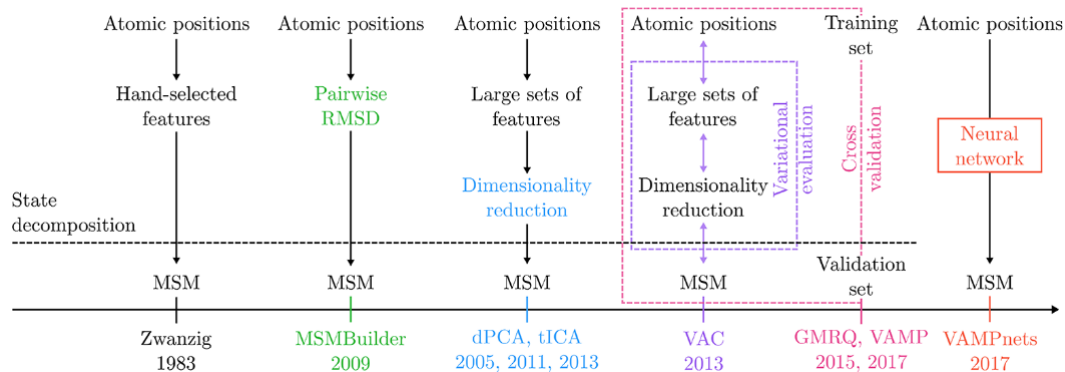 Atomic positions
Atomic positions
Atomic positions
Atomic positions
Training
set
Atomic positions
Hand-selected
features
Pairwise
RMSD
Large sets of
features
Large sets of
features
Variational
evaluation
Cross
validation
Neural
network
State
decomposition
Dimensionality
reduction
Dimensionality
reduction
MSM
MSM
MSM
MSM
Validation
set
MSM
Zwanzig
1983
MSMBuilder
2009
dPCA, tICA
2005, 2011, 2013
VAC
2013
GMRQ, VAMP
2015, 2017
VAMPnets
2017